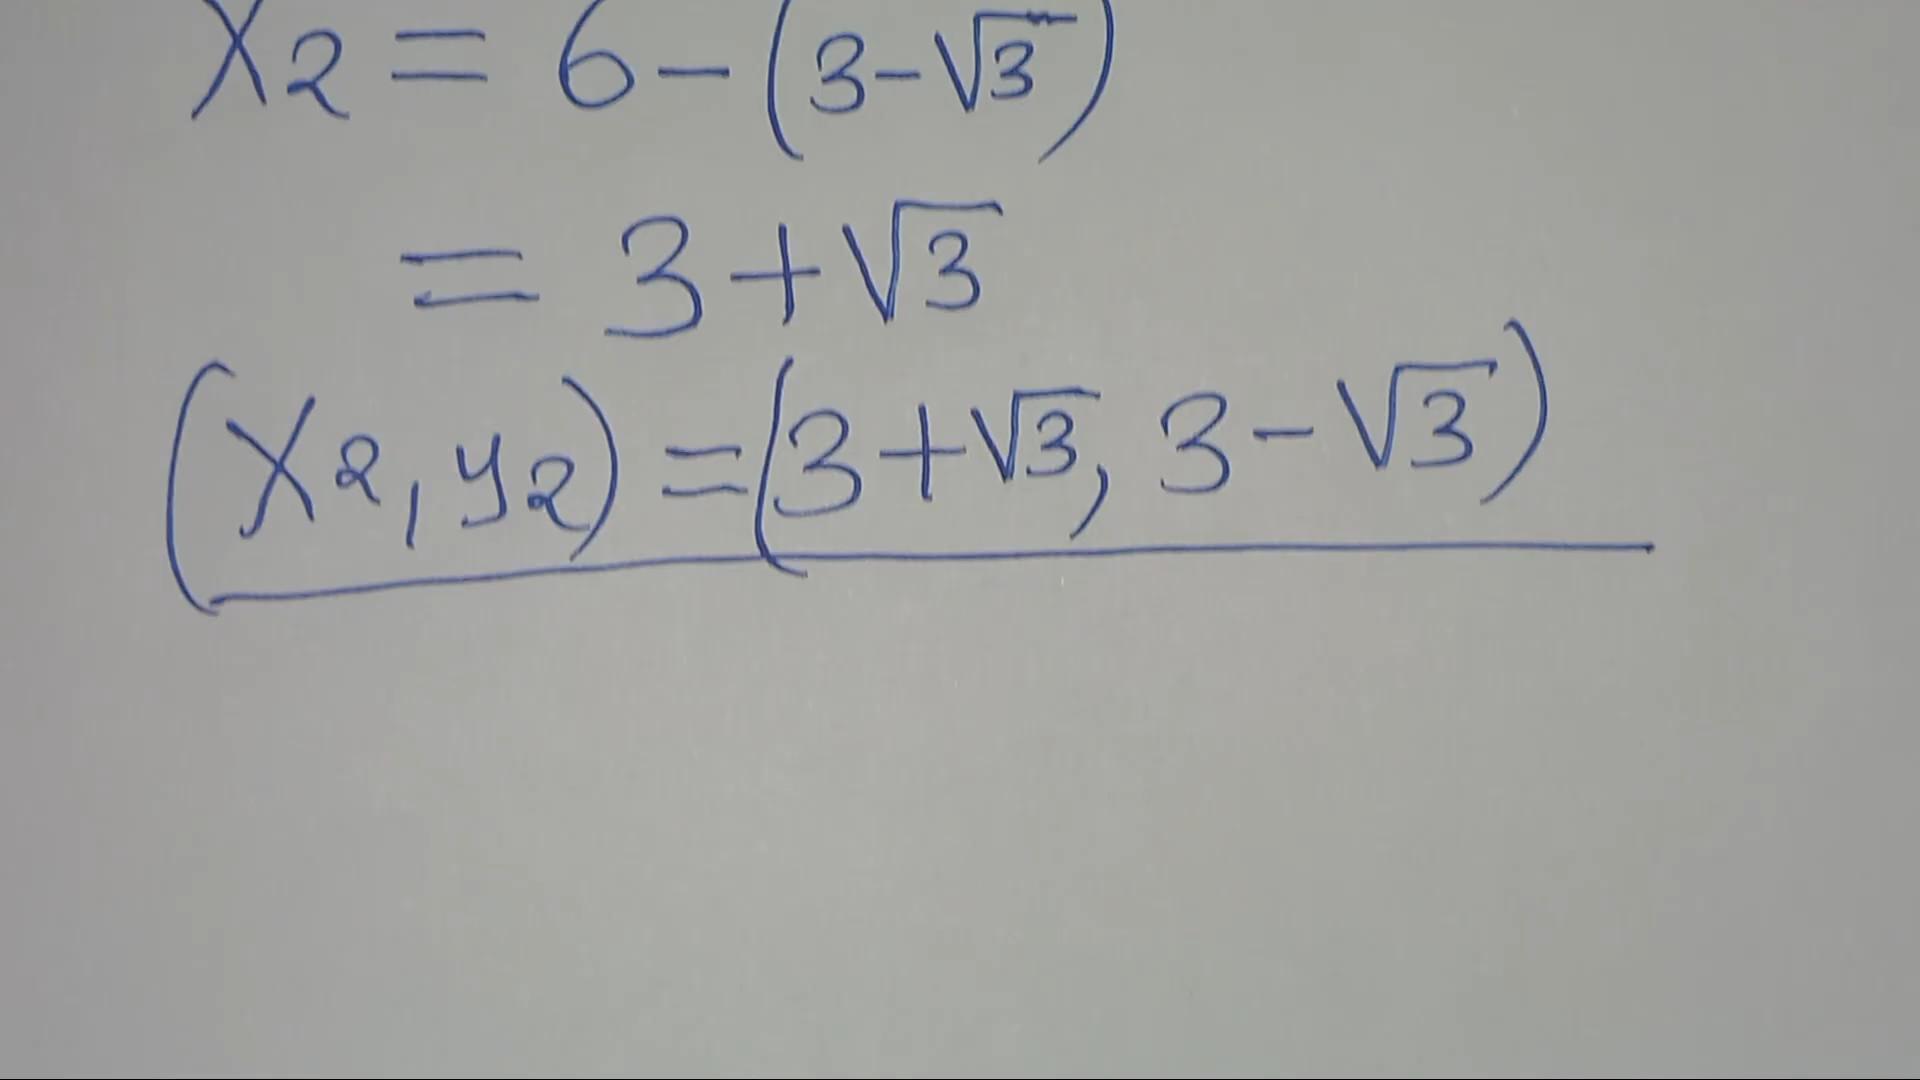 X2 = 6 - (3 - √3)
= 3 + √3
(X2, y2) = (3 + √3, 3 - √3)